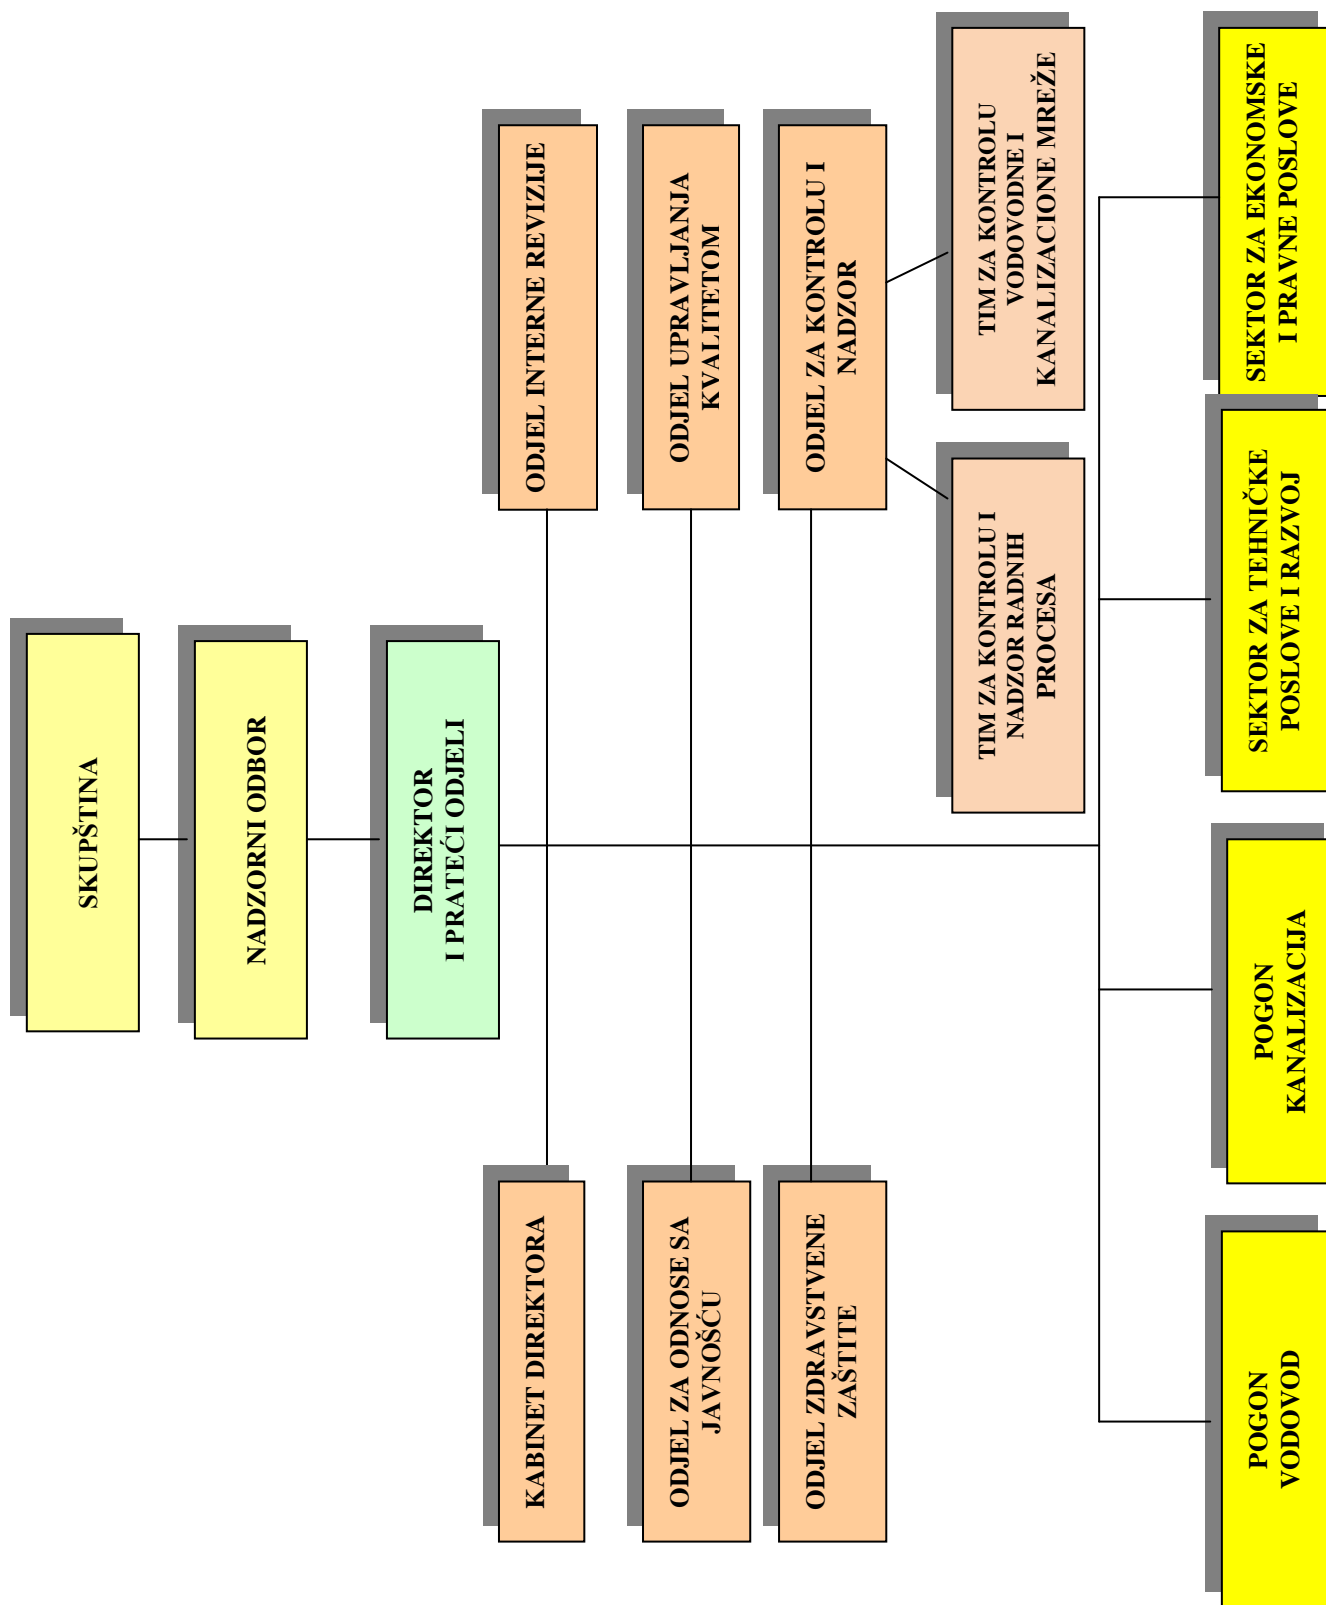 SKUPŠTINA
NADZORNI ODBOR
DIREKTOR
I PRATEĆI ODJELI
KABINET DIREKTORA
ODJEL INTERNE REVIZIJE
ODJEL ZA ODNOSE SA
JAVNOŠĆU
ODJEL UPRAVLJANJA
KVALITETOM
ODJEL ZDRAVSTVENE
ZAŠTITE
ODJEL ZA KONTROLU I
NADZOR
TIM ZA KONTROLU I
NADZOR RADNIH
PROCESA
TIM ZA KONTROLU
VODOVODNE I
KANALIZACIONE MREŽE
POGON
VODOVOD
POGON
KANALIZACIJA
SEKTOR ZA TEHNIČKE
POSLOVE I RAZVOJ
SEKTOR ZA EKONOMSKE
I PRAVNE POSLOVE